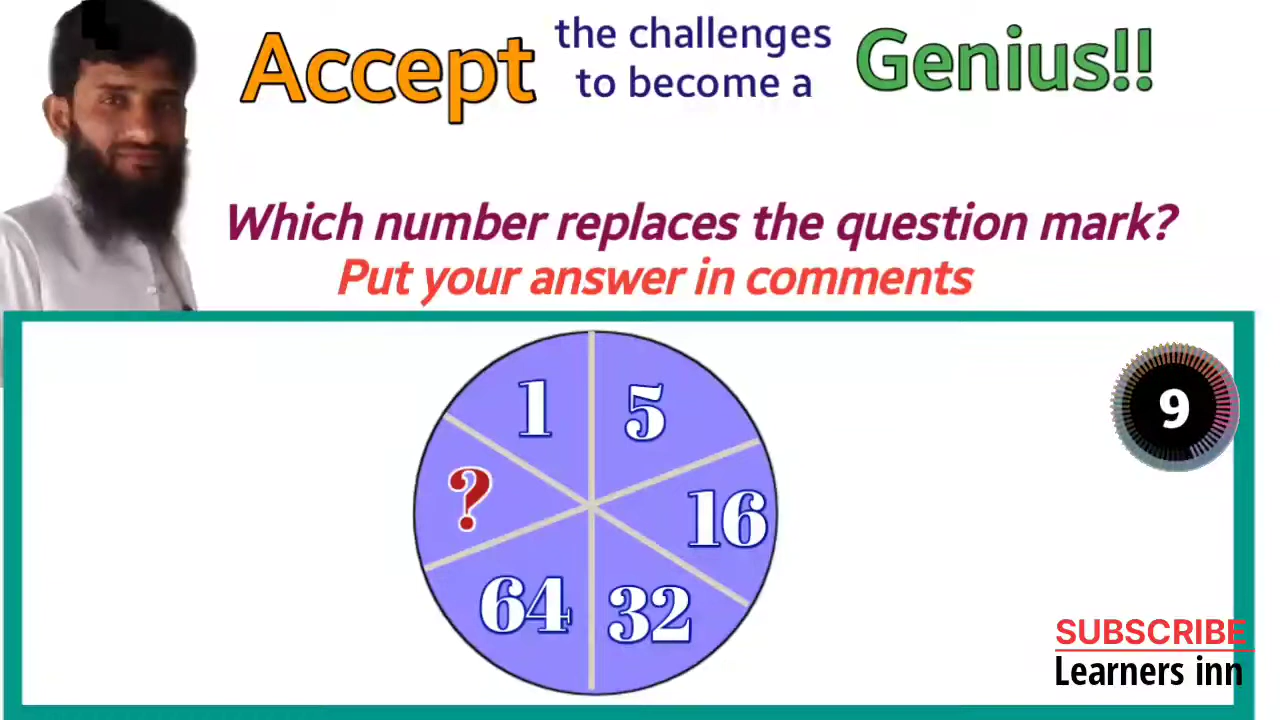 Accept the challenges to become a Genius!!
Which number replaces the question mark?
Put your answer in comments
1 5
? 16
64 32
9
SUBSCRIBE
Learners inn